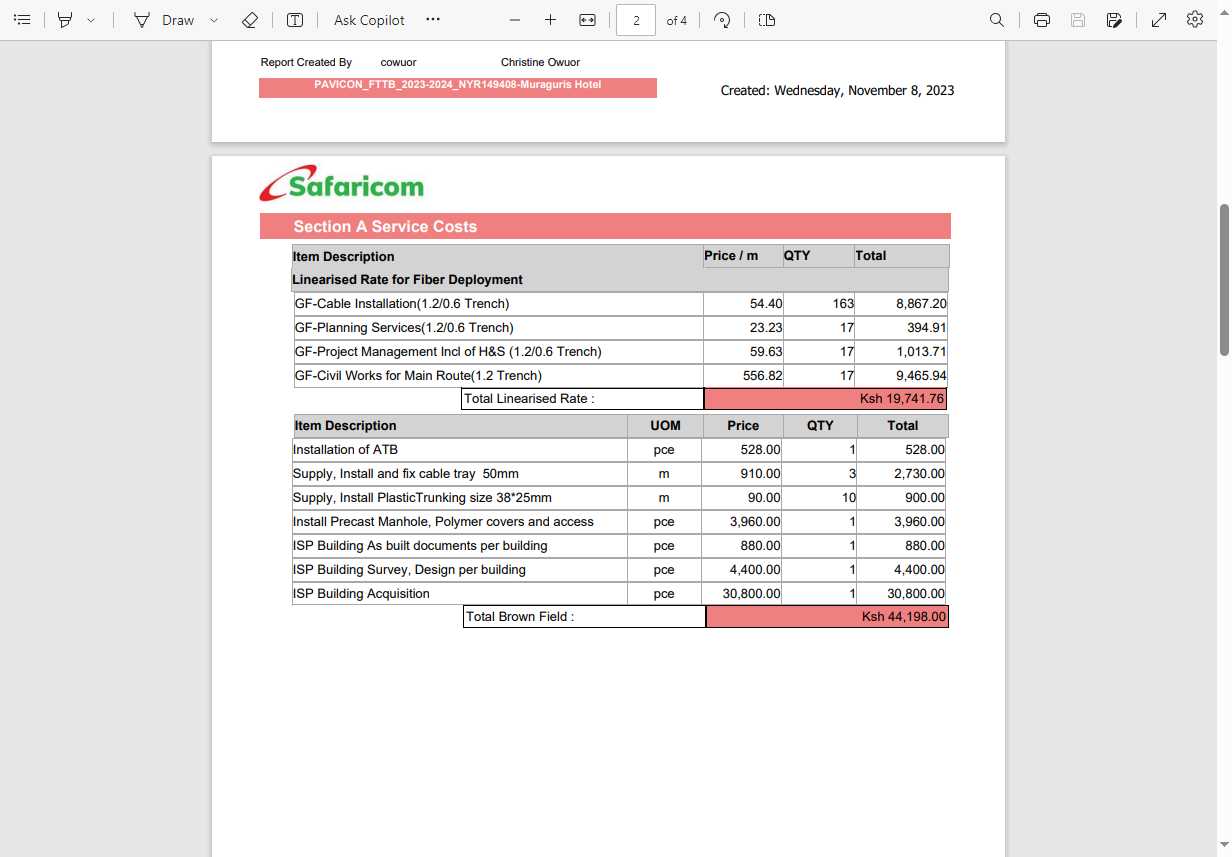 Draw
Ask Copilot
2 of 4
Report Created By cowuor Christine Owuor
PAVICON_FTTB_2023-2024_NYR149408-Muraguris Hotel
Created: Wednesday, November 8, 2023
Safaricom
Section A Service Costs
Item Description Price / m QTY Total
Linearised Rate for Fiber Deployment
GF-Cable Installation(1.2/0.6 Trench) 54.40 163 8,867.20
GF-Planning Services(1.2/0.6 Trench) 23.23 17 394.91
GF-Project Management Incl of H&S (1.2/0.6 Trench) 59.63 17 1,013.71
GF-Civil Works for Main Route(1.2 Trench) 556.82 17 9,465.94
Total Linearised Rate : Ksh 19,741.76
Item Description UOM Price QTY Total
Installation of ATB pce 528.00 1 528.00
Supply, Install and fix cable tray 50mm m 910.00 3 2,730.00
Supply, Install PlasticTrunking size 38*25mm m 90.00 10 900.00
Install Precast Manhole, Polymer covers and access pce 3,960.00 1 3,960.00
ISP Building As built documents per building pce 880.00 1 880.00
ISP Building Survey, Design per building pce 4,400.00 1 4,400.00
ISP Building Acquisition pce 30,800.00 1 30,800.00
Total Brown Field : Ksh 44,198.00